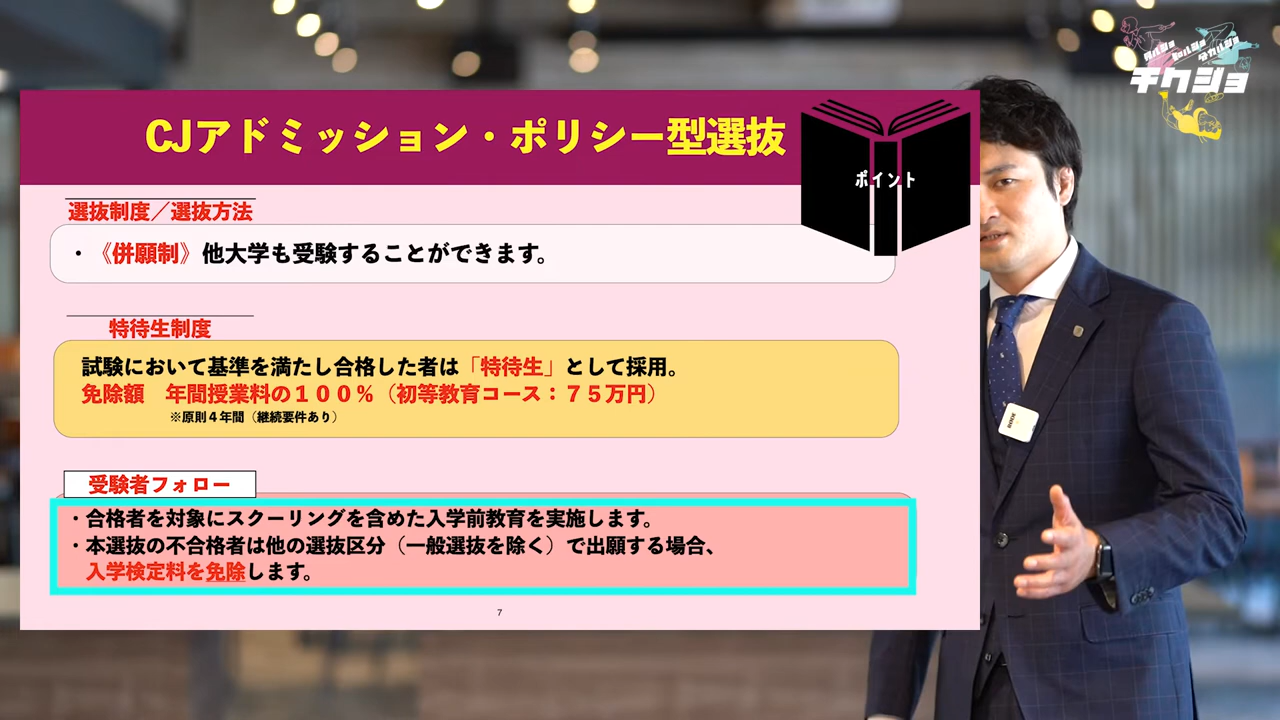 チクジョ
CJアドミッション・ポリシー型選抜
ポイント
選抜制度／選抜方法
・《併願制》他大学も受験することができます。
特待生制度
試験において基準を満たし合格した者は「特待生」として採用。
免除額　年間授業料の１００％（初等教育コース：７５万円）
※原則４年間（継続要件あり）
受験者フォロー
・合格者を対象にスクーリングを含めた入学前教育を実施します。
・本選抜の不合格者は他の選抜区分（一般選抜を除く）で出願する場合、
入学検定料を免除します。
7